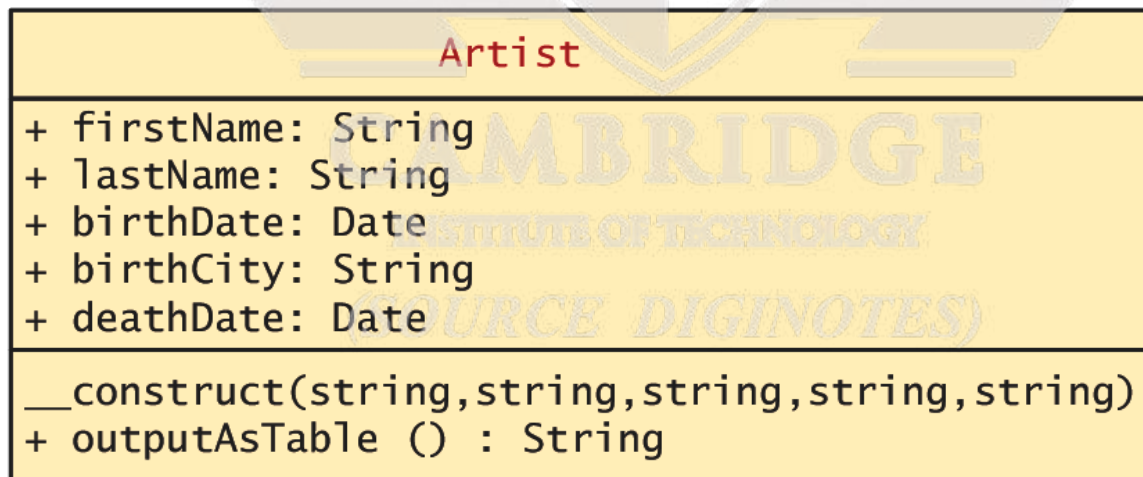 Artist
+ firstName: String
CAMBRIDGE
+ lastName: String
+ birthDate: Date
INSTITUTE OF TECHNOLOGY
+ birthCity: String
+ deathDate: Date
(SOURCE DIGINOTES)
__construct(string,string,string,string,string)
+ outputAsTable () : String